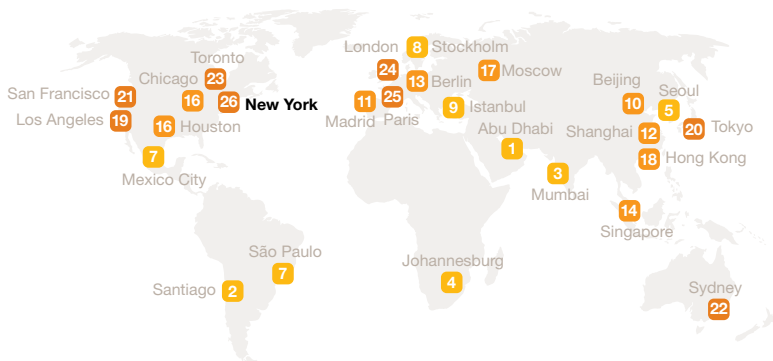 London
8
Stockholm
Toronto
23
24
Chicago
16
13
Berlin
17
Moscow
San Francisco
21
26
New York
11
25
Beijing
10
Seoul
5
Los Angeles
19
16
Houston
Madrid
Paris
9
Istanbul
Abu Dhabi
1
Shanghai
12
20
Tokyo
7
Mexico City
18
Hong Kong
3
Mumbai
14
Singapore
São Paulo
7
Johannesburg
4
Santiago
2
Sydney
22